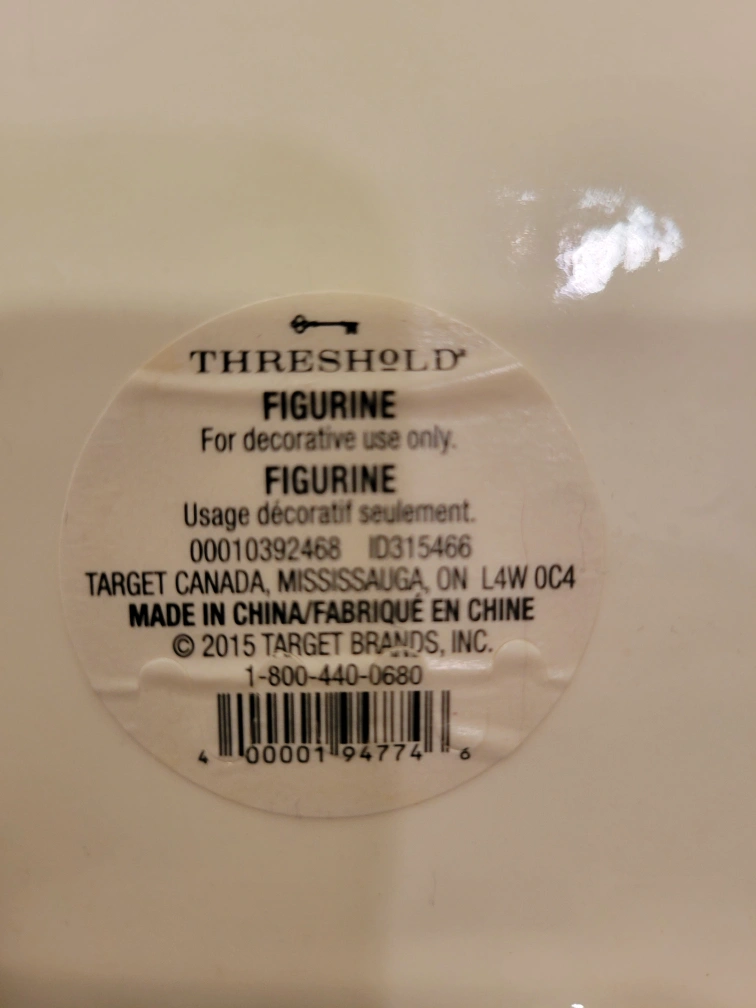 THRESHOLD®
FIGURINE
For decorative use only.
FIGURINE
Usage décoratif seulement.
00010392468 ID315466
TARGET CANADA, MISSISSAUGA, ON L4W 0C4
MADE IN CHINA/FABRIQUÉ EN CHINE
© 2015 TARGET BRANDS, INC.
1-800-440-0680
4 00001 94774 6